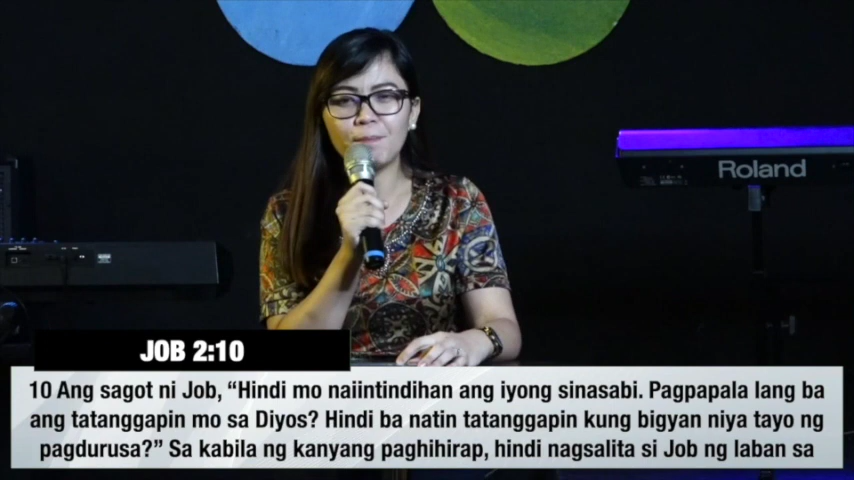 Roland
JOB 2:10
10 Ang sagot ni Job, “Hindi mo naiintindihan ang iyong sinasabi. Pagpapala lang ba
ang tatanggapin mo sa Diyos? Hindi ba natin tatanggapin kung bigyan niya tayo ng
pagdurusa?” Sa kabila ng kanyang paghihirap, hindi nagsalita si Job ng laban sa